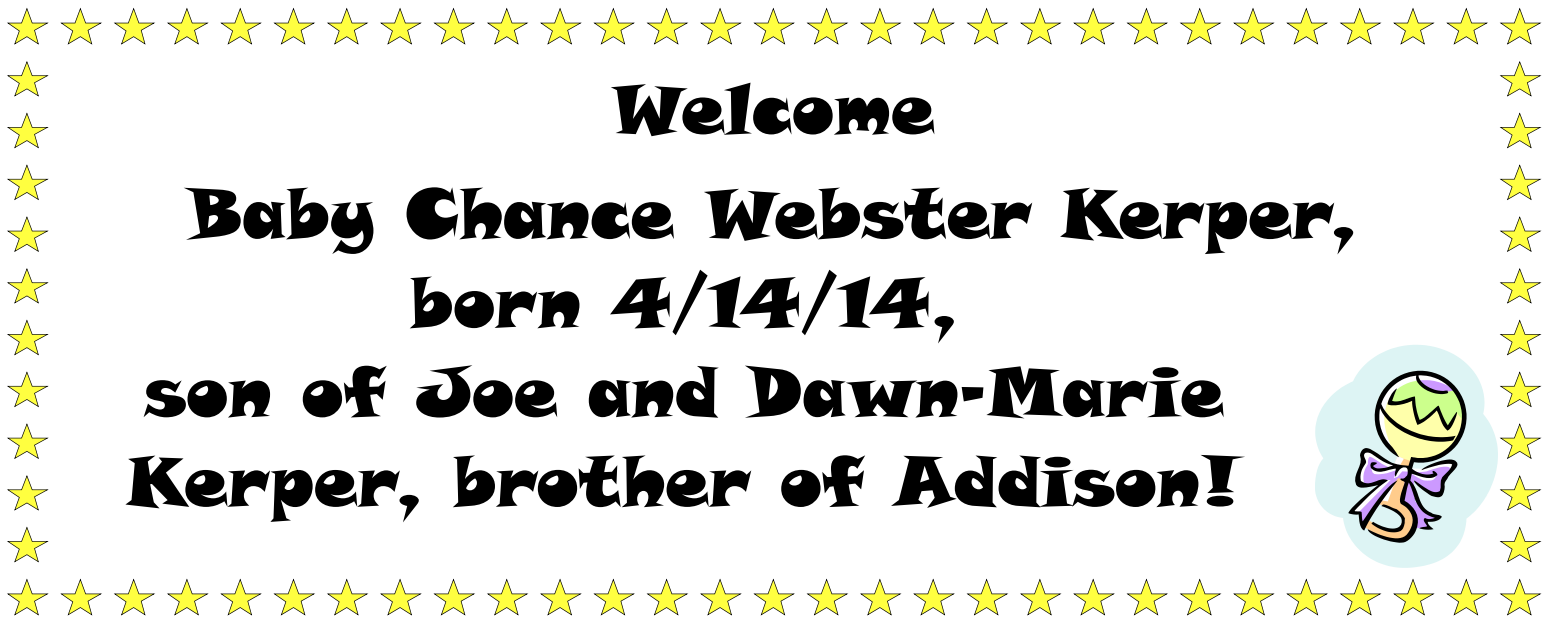 Welcome
Baby Chance Webster Kerper,
born 4/14/14,
son of Joe and Dawn-Marie
Kerper, brother of Addison!